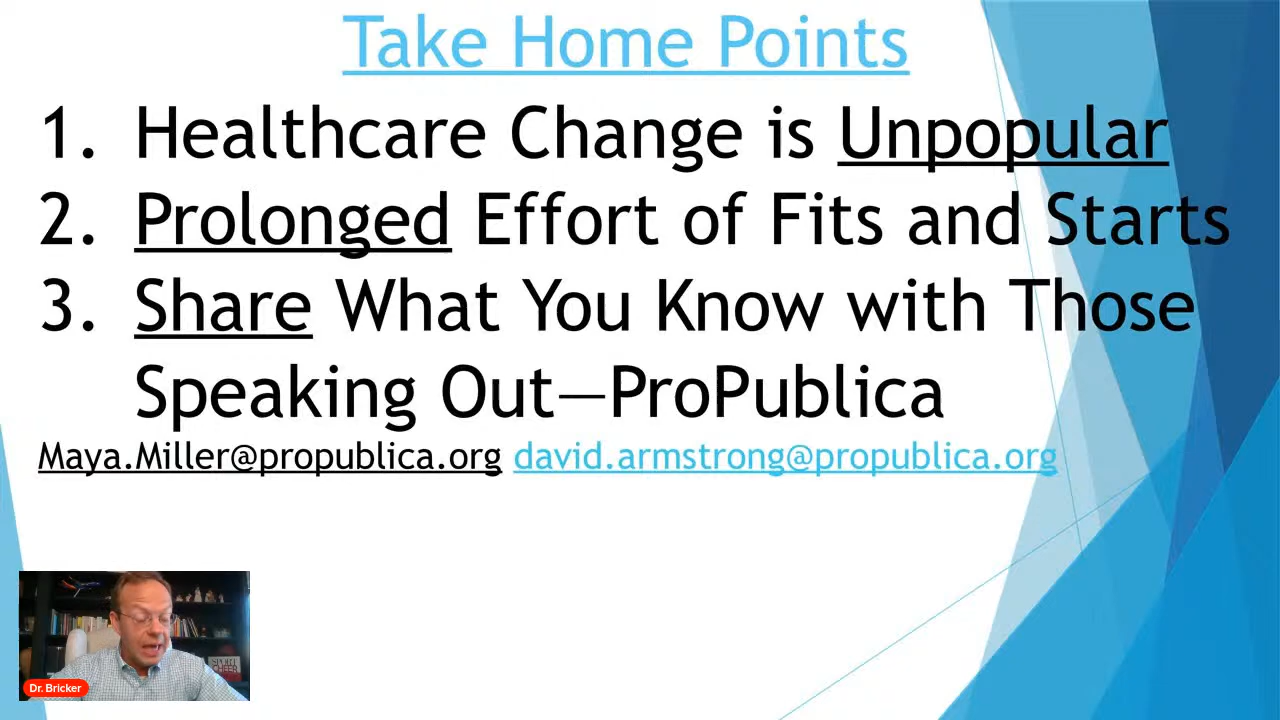 Take Home Points
1. Healthcare Change is Unpopular
2. Prolonged Effort of Fits and Starts
3. Share What You Know with Those
Speaking Out—ProPublica
Maya.Miller@propublica.org david.armstrong@propublica.org
Dr. Bricker